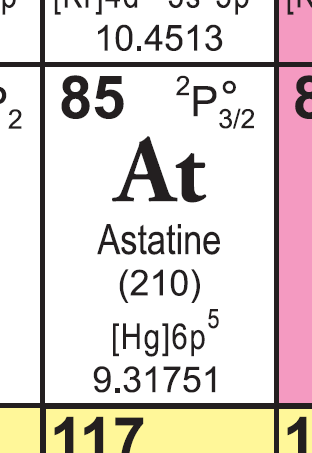 10.4513
85 ²P°3/2
At
Astatine
(210)
[Hg]6p⁵
9.31751
117